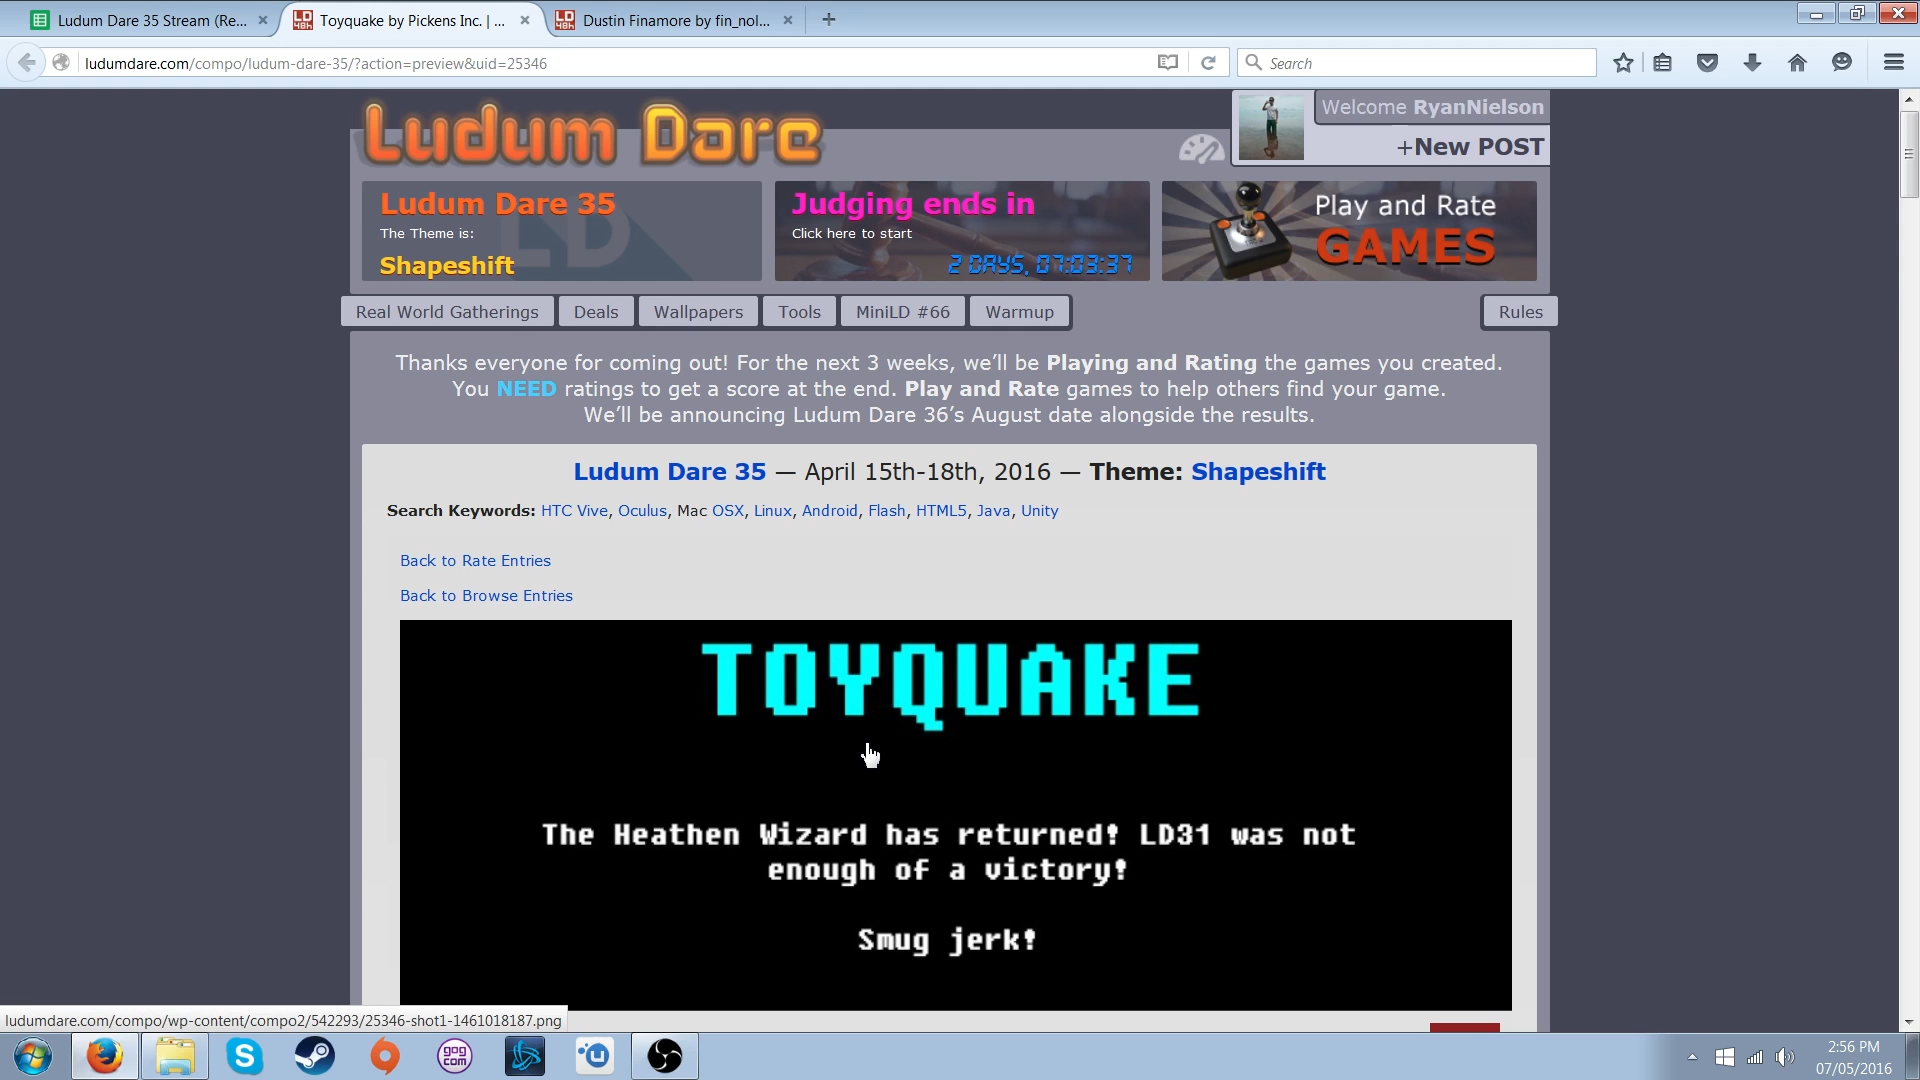 Ludum Dare 35 Stream (Re...
Toyquake by Pickens Inc. | ...
Dustin Finamore by fin_nol...
ludumdare.com/compo/ludum-dare-35/?action=preview&uid=25346
Search
Ludum Dare
Welcome RyanNielson
+New POST
Ludum Dare 35
The Theme is:
Shapeshift
LD
Judging ends in
Click here to start
2 DAYS, 07:03:37
Play and Rate
GAMES
Real World Gatherings
Deals
Wallpapers
Tools
MiniLD #66
Warmup
Rules
Thanks everyone for coming out! For the next 3 weeks, we'll be Playing and Rating the games you created.
You NEED ratings to get a score at the end. Play and Rate games to help others find your game.
We'll be announcing Ludum Dare 36's August date alongside the results.
Ludum Dare 35 — April 15th-18th, 2016 — Theme: Shapeshift
Search Keywords: HTC Vive, Oculus, Mac OSX, Linux, Android, Flash, HTML5, Java, Unity
Back to Rate Entries
Back to Browse Entries
TOYQUAKE
The Heathen Wizard has returned! LD31 was not
enough of a victory!
Smug jerk!
ludumdare.com/compo/wp-content/compo2/542293/25346-shot1-1461018187.png
gog
com
2:56 PM
07/05/2016